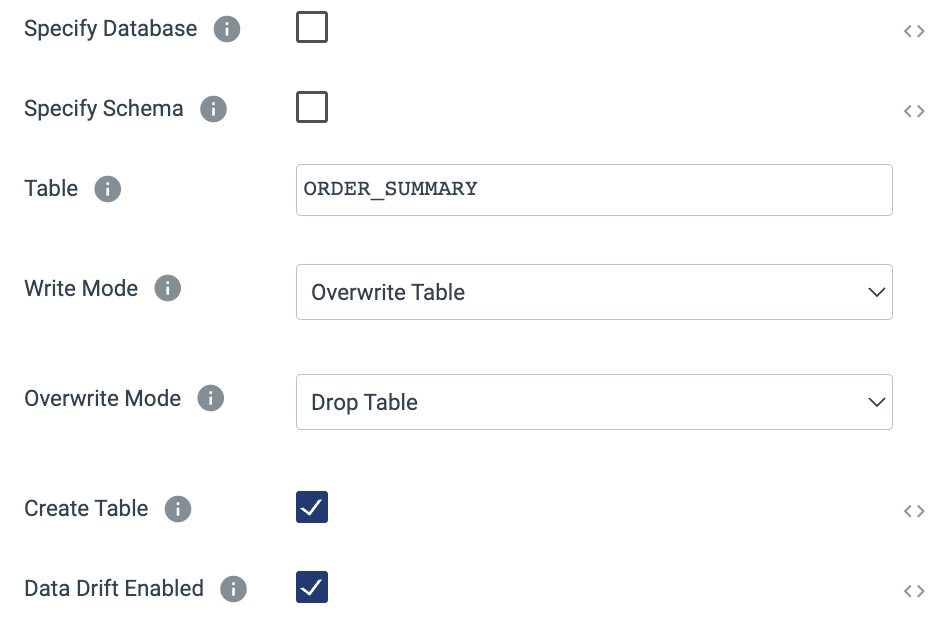 Specify Database
Specify Schema
Table ORDER_SUMMARY
Write Mode Overwrite Table
Overwrite Mode Drop Table
Create Table
Data Drift Enabled